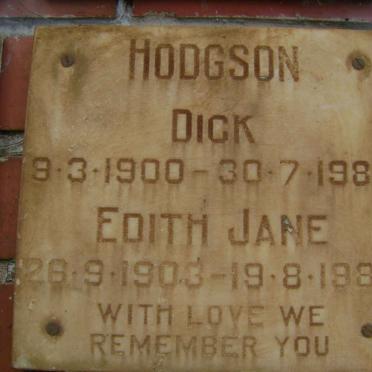 HODGSON
DICK
9·3·1900 – 30·7·198
EDITH JANE
26·9·1903 – 19·8·198
WITH LOVE WE
REMEMBER YOU